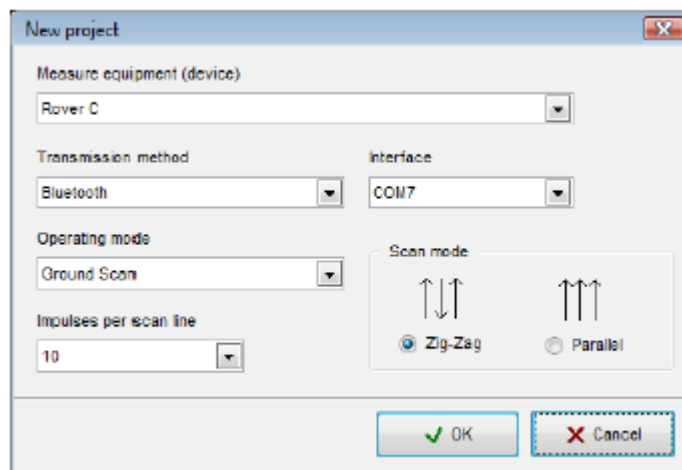 New project
Measure equipment (device)
Rover C
Transmission method
Interface
Bluetooth
COM7
Operating mode
Ground Scan
Scan mode
Impulses per scan line
10
Zig-Zag
Parallel
OK
Cancel